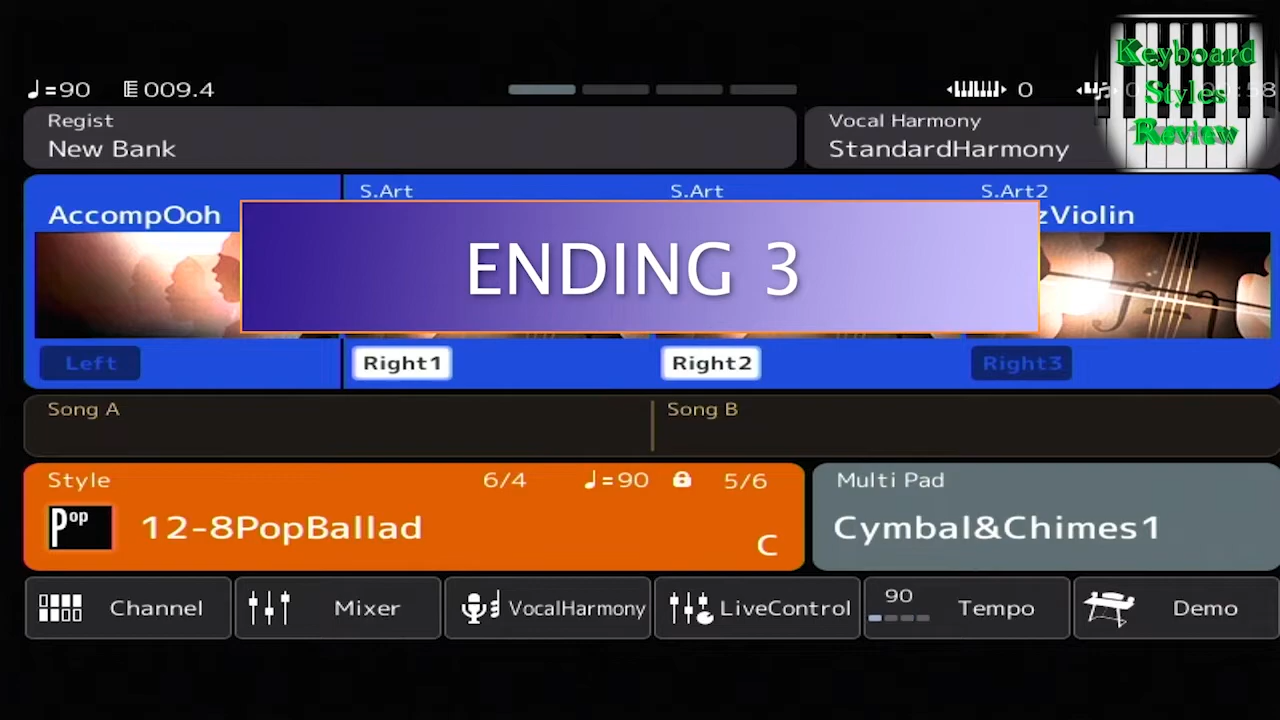 ♩=90
009.4
0
Keyboard
Styles
Review
Regist
New Bank
Vocal Harmony
StandardHarmony
AccompOoh
S.Art
S.Art
S.Art2
zViolin
ENDING 3
Left
Right1
Right2
Right3
Song A
Song B
Style
6/4
♩=90
5/6
Pop
12-8PopBallad
C
Multi Pad
Cymbal&Chimes1
Channel
Mixer
VocalHarmony
LiveControl
90
Tempo
Demo